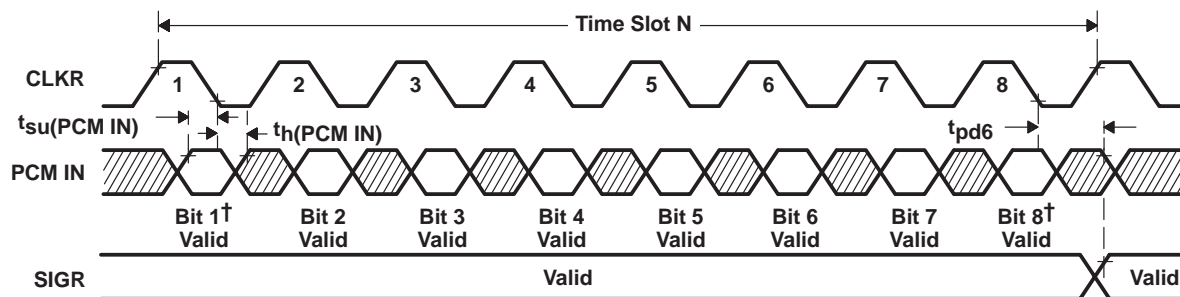 Time Slot N
CLKR
1 2 3 4 5 6 7 8
tsu(PCM IN)
th(PCM IN)
tpd6
PCM IN
Bit 1† Bit 2 Bit 3 Bit 4 Bit 5 Bit 6 Bit 7 Bit 8†
Valid Valid Valid Valid Valid Valid Valid Valid
SIGR
Valid
Valid